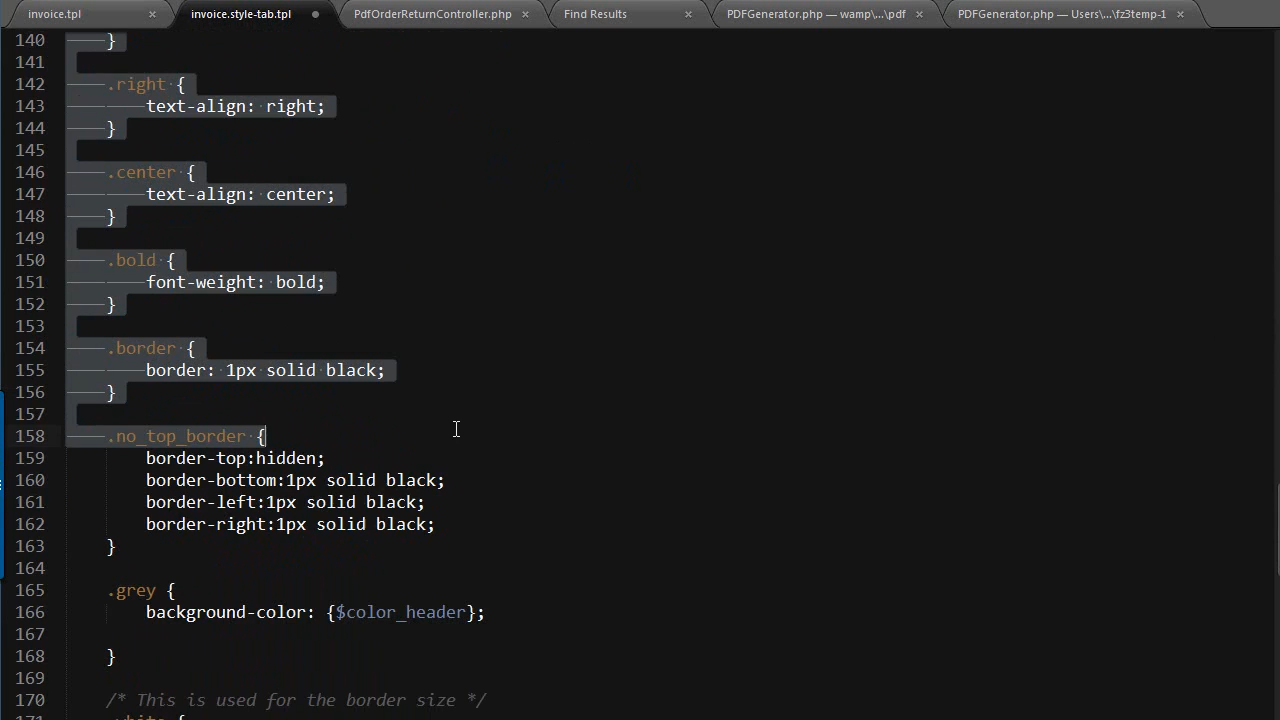 invoice.tpl × invoice.style-tab.tpl PdfOrderReturnController.php × Find Results × PDFGenerator.php — wamp\...\pdf × PDFGenerator.php — Users\...\fz3temp-1 ×
140 }
141
142 .right {
143 text-align: right;
144 }
145
146 .center {
147 text-align: center;
148 }
149
150 .bold {
151 font-weight: bold;
152 }
153
154 .border {
155 border: 1px solid black;
156 }
157
158 .no_top_border {
159 border-top:hidden;
160 border-bottom:1px solid black;
161 border-left:1px solid black;
162 border-right:1px solid black;
163 }
164
165 .grey {
166 background-color: {$color_header};
167
168 }
169
170 /* This is used for the border size */
171 .white {